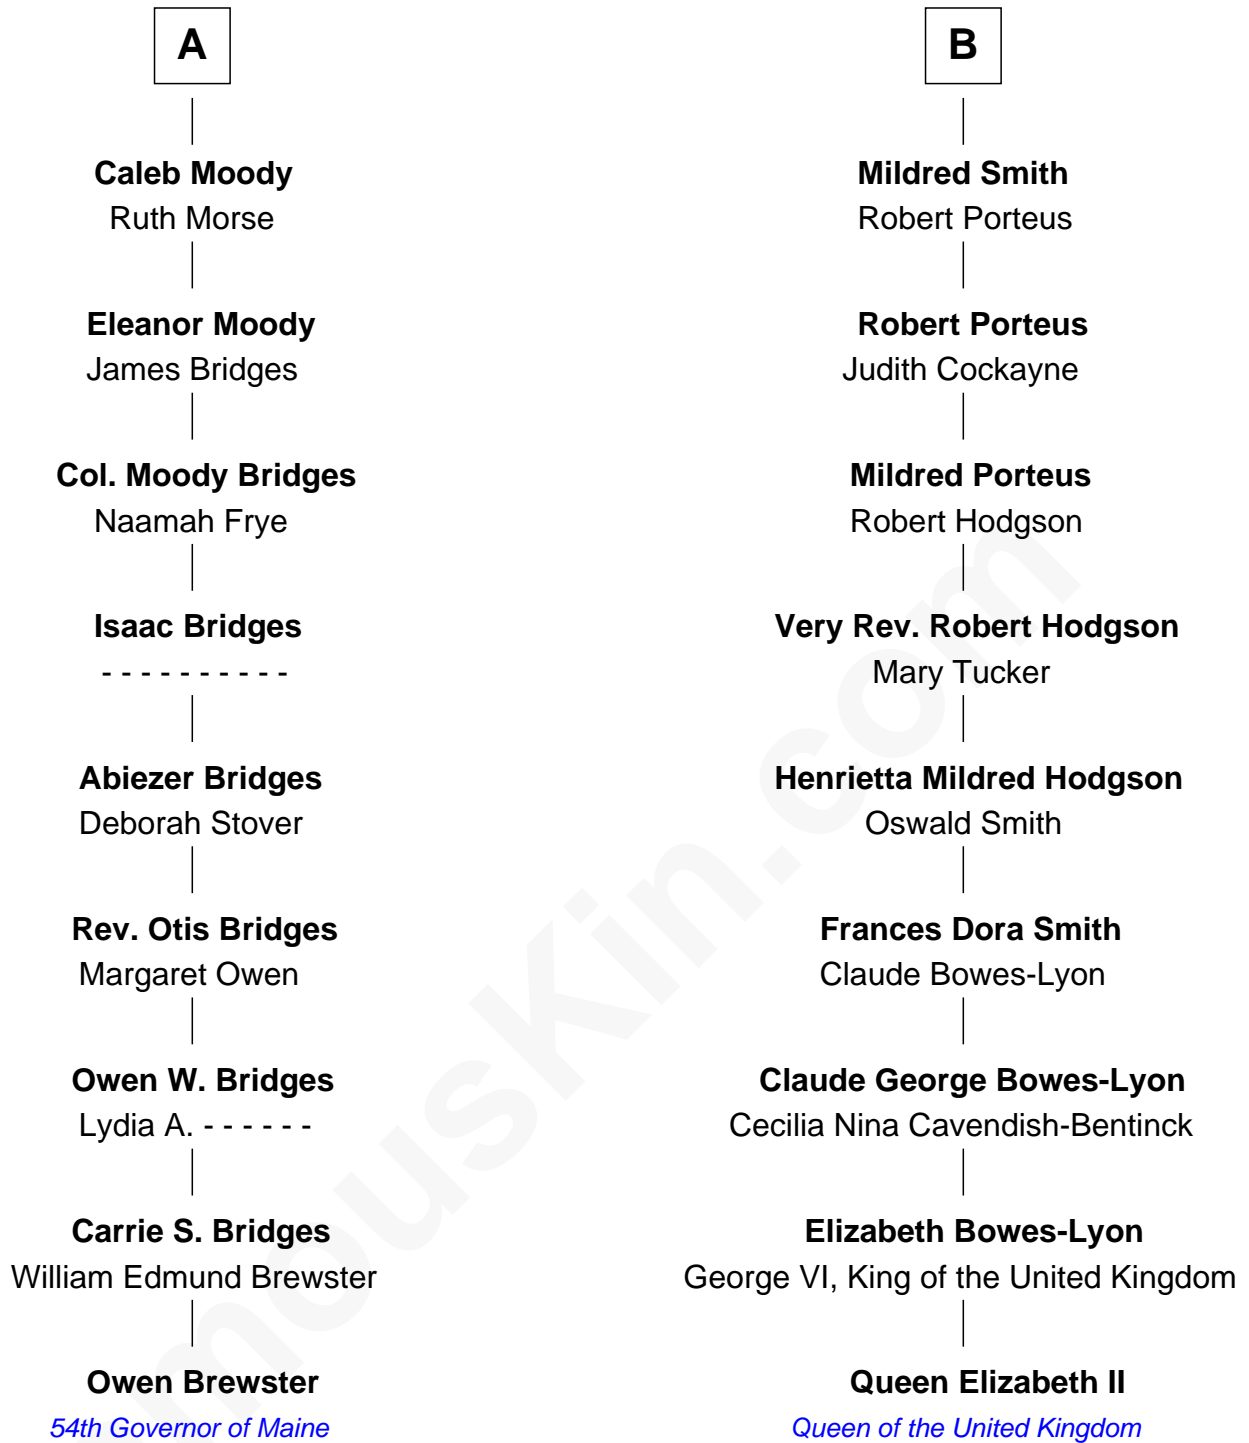 A
B
Caleb Moody
Ruth Morse
Mildred Smith
Robert Porteus
Eleanor Moody
James Bridges
Robert Porteus
Judith Cockayne
Col. Moody Bridges
Naamah Frye
Mildred Porteus
Robert Hodgson
Isaac Bridges
- - - - - - - - - -
Very Rev. Robert Hodgson
Mary Tucker
Abiezer Bridges
Deborah Stover
Henrietta Mildred Hodgson
Oswald Smith
Rev. Otis Bridges
Margaret Owen
Frances Dora Smith
Claude Bowes-Lyon
Owen W. Bridges
Lydia A. - - - - - -
Claude George Bowes-Lyon
Cecilia Nina Cavendish-Bentinck
Carrie S. Bridges
William Edmund Brewster
Elizabeth Bowes-Lyon
George VI, King of the United Kingdom
Owen Brewster
54th Governor of Maine
Queen Elizabeth II
Queen of the United Kingdom
mousKin.com